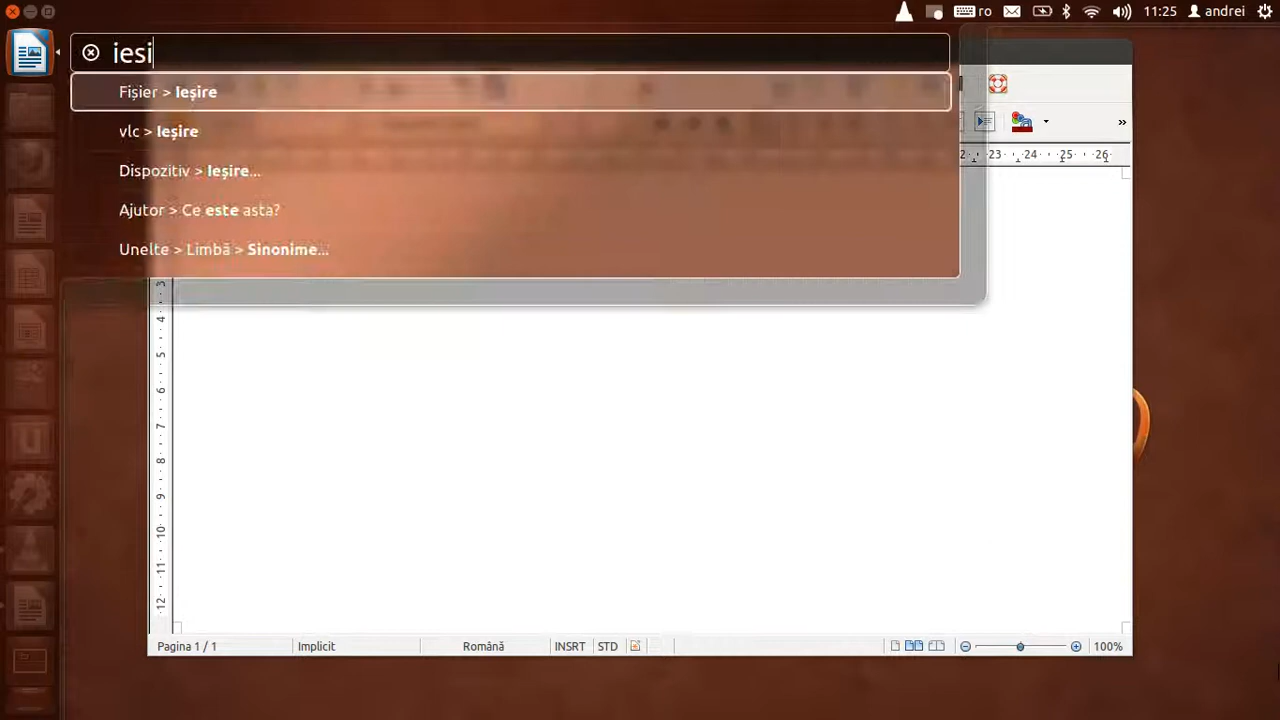 ro 11:25 andrei
iesi
Fișier > Ieșire
vlc > Ieșire
Dispozitiv > Ieșire...
Ajutor > Ce este asta?
Unelte > Limbă > Sinonime...
»
23 24 25 26
3
4
5
6
7
8
9
10
11
12
Pagina 1 / 1 Implicit Română INSRT STD 100%